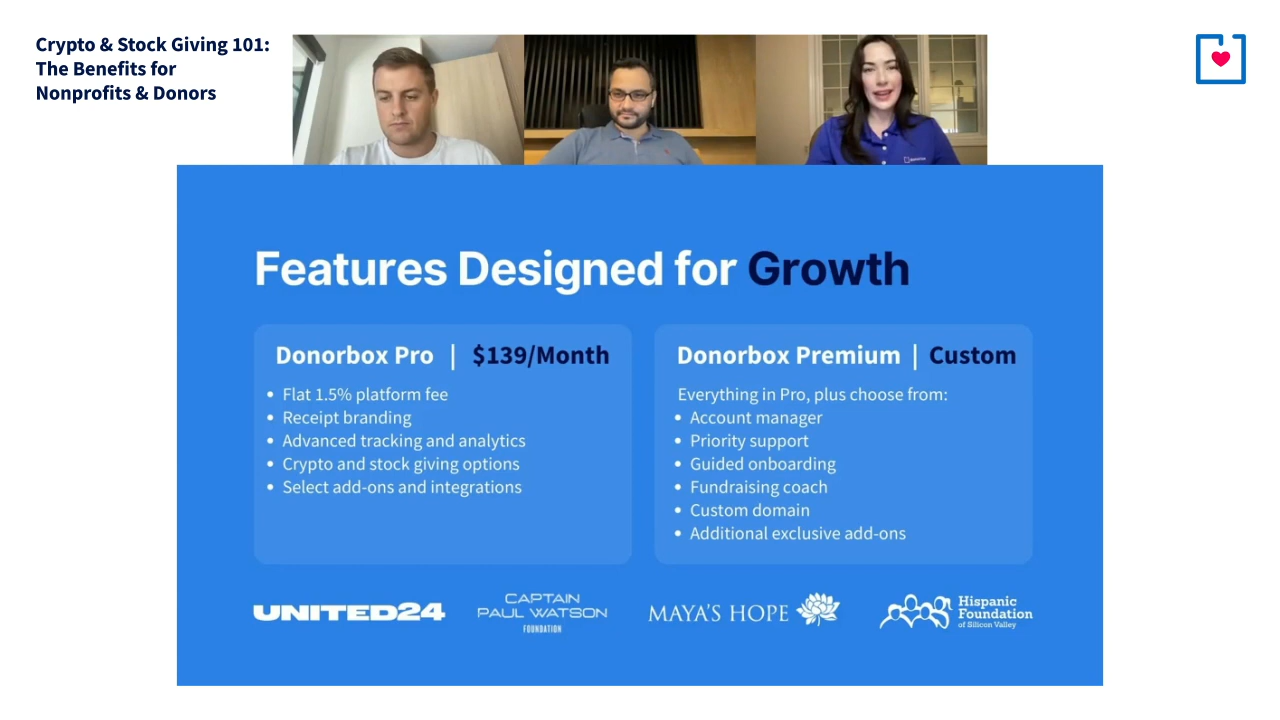 Crypto & Stock Giving 101:
The Benefits for
Nonprofits & Donors
Features Designed for Growth
Donorbox Pro | $139/Month
• Flat 1.5% platform fee
• Receipt branding
• Advanced tracking and analytics
• Crypto and stock giving options
• Select add-ons and integrations
Donorbox Premium | Custom
Everything in Pro, plus choose from:
• Account manager
• Priority support
• Guided onboarding
• Fundraising coach
• Custom domain
• Additional exclusive add-ons
UNITED24
CAPTAIN
PAUL WATSON
FOUNDATION
MAYA'S HOPE
Hispanic
Foundation
of Silicon Valley